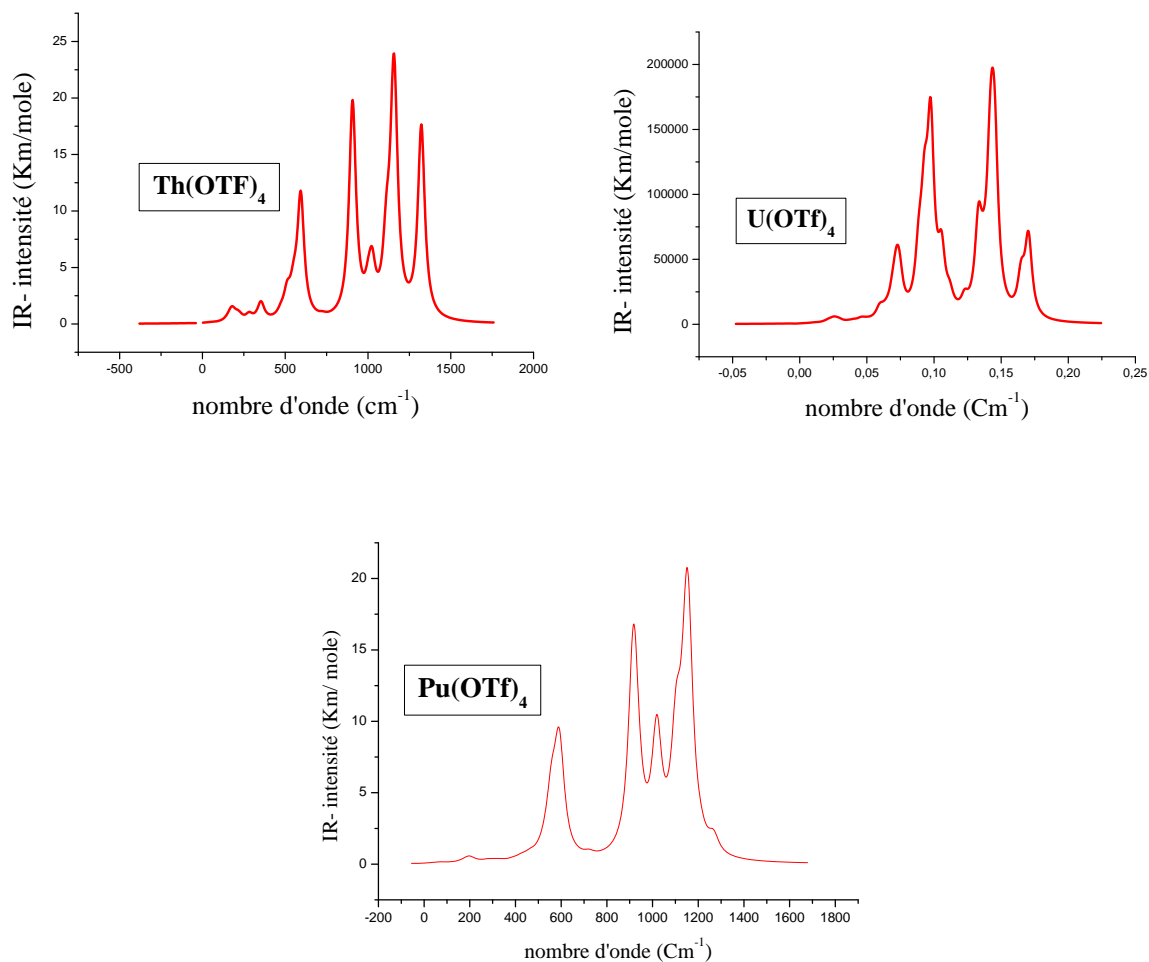 IR- intensité (Km/mole)
25
20
15
10
5
0
Th(OTF)4
-500 0 500 1000 1500 2000
nombre d'onde (cm-1)
IR- intensité (Km/mole)
200000
150000
100000
50000
0
U(OTf)4
-0,05 0,00 0,05 0,10 0,15 0,20 0,25
nombre d'onde (Cm-1)
IR- intensité (Km/ mole)
20
15
10
5
0
Pu(OTf)4
-200 0 200 400 600 800 1000 1200 1400 1600 1800
nombre d'onde (Cm-1)